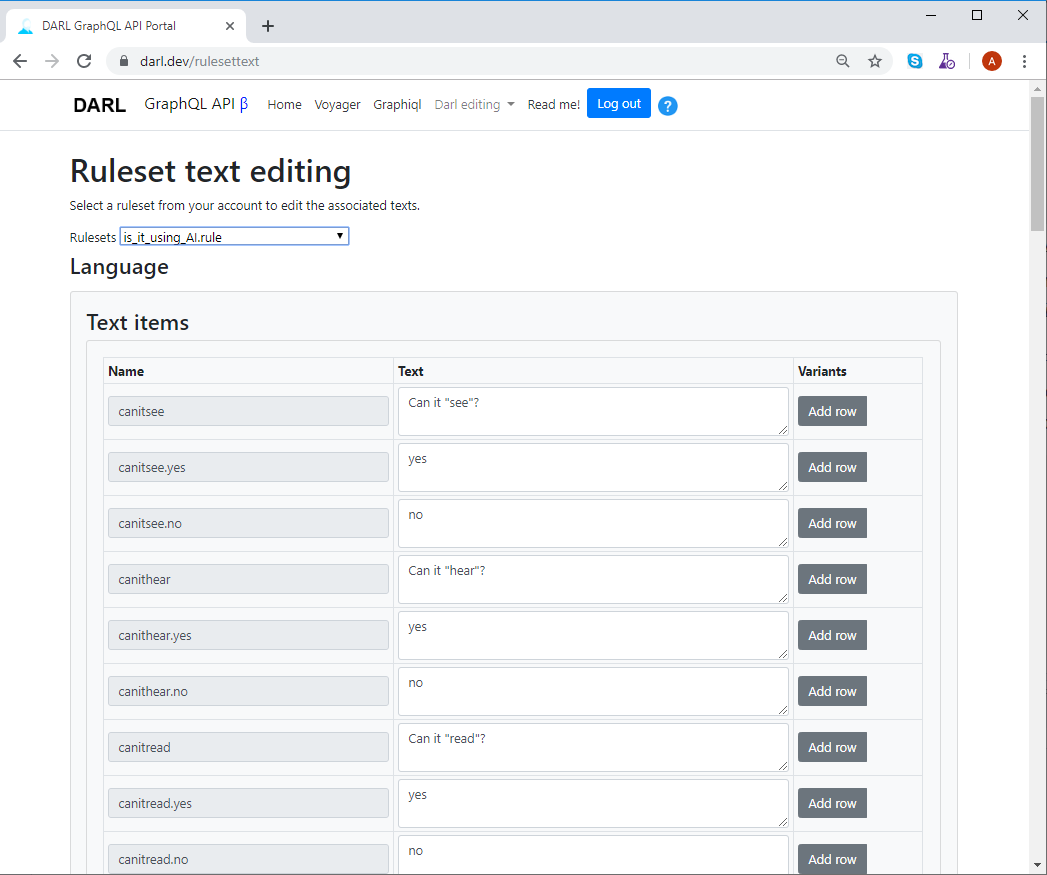 DARL GraphQL API Portal
darl.dev/rulesettext
A
DARL GraphQL API β Home Voyager Graphiql Darl editing Read me! Log out ?
Ruleset text editing
Select a ruleset from your account to edit the associated texts.
Rulesets is_it_using_AI.rule
Language
Text items
Name Text Variants
canitsee Can it "see"? Add row
canitsee.yes yes Add row
canitsee.no no Add row
canithear Can it "hear"? Add row
canithear.yes yes Add row
canithear.no no Add row
canitread Can it "read"? Add row
canitread.yes yes Add row
canitread.no no Add row